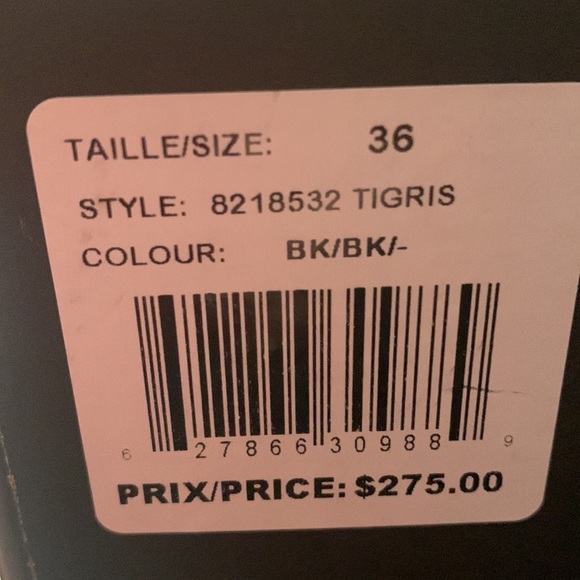 TAILLE/SIZE: 36
STYLE: 8218532 TIGRIS
COLOUR: BK/BK/-
6 27866 30988 9
PRIX/PRICE: $275.00